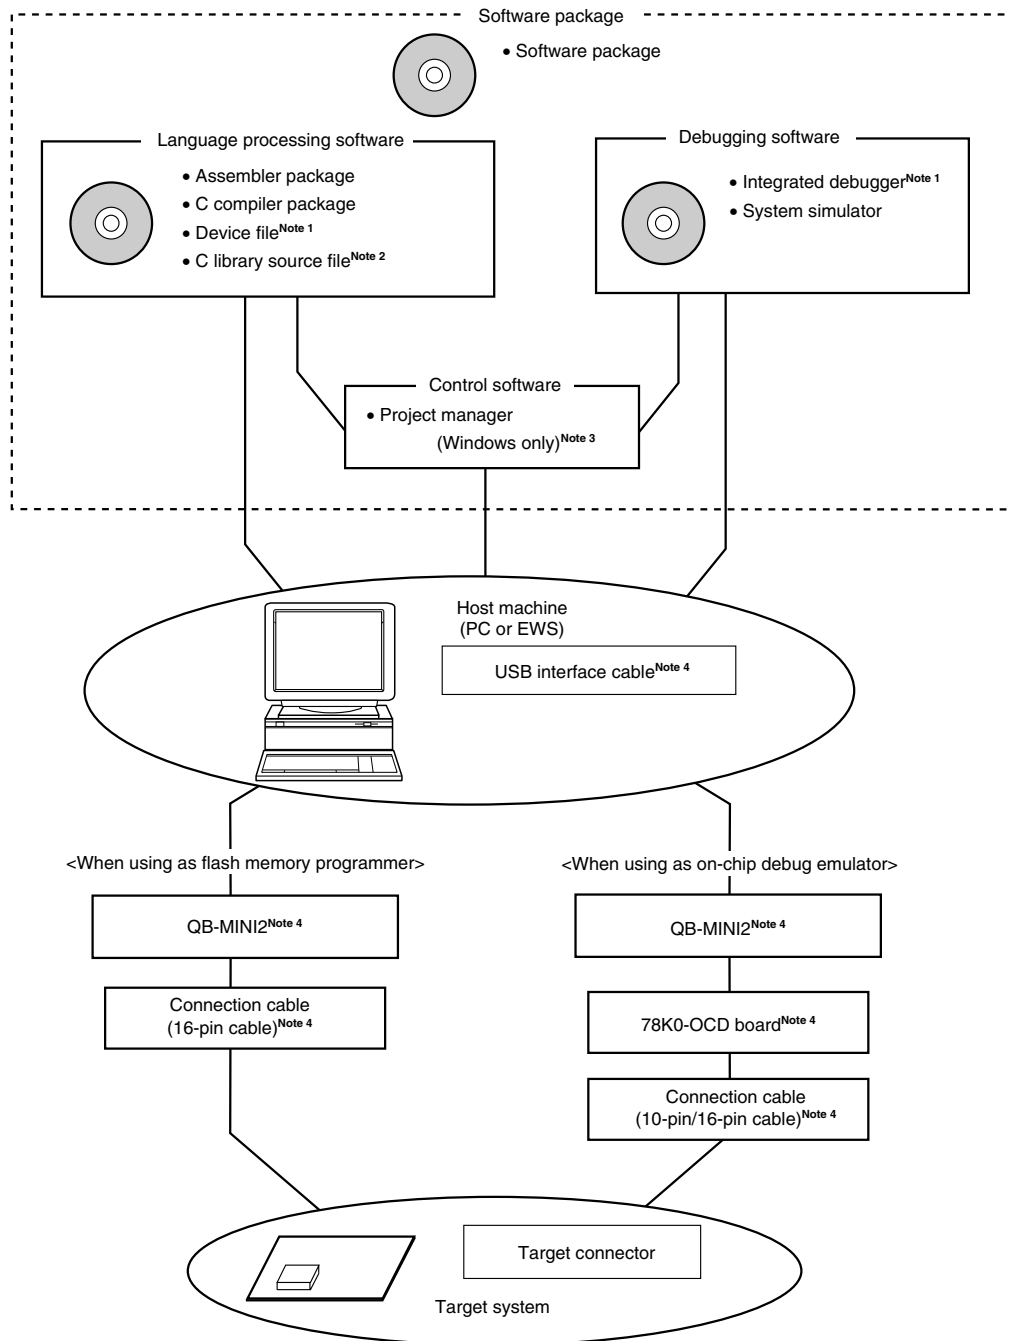 Software package
• Software package
Language processing software
• Assembler package
• C compiler package
• Device fileNote 1
• C library source fileNote 2
Debugging software
• Integrated debuggerNote 1
• System simulator
Control software
• Project manager
(Windows only)Note 3
Host machine
(PC or EWS)
USB interface cableNote 4
<When using as flash memory programmer>
QB-MINI2Note 4
Connection cable
(16-pin cable)Note 4
<When using as on-chip debug emulator>
QB-MINI2Note 4
78K0-OCD boardNote 4
Connection cable
(10-pin/16-pin cable)Note 4
Target connector
Target system